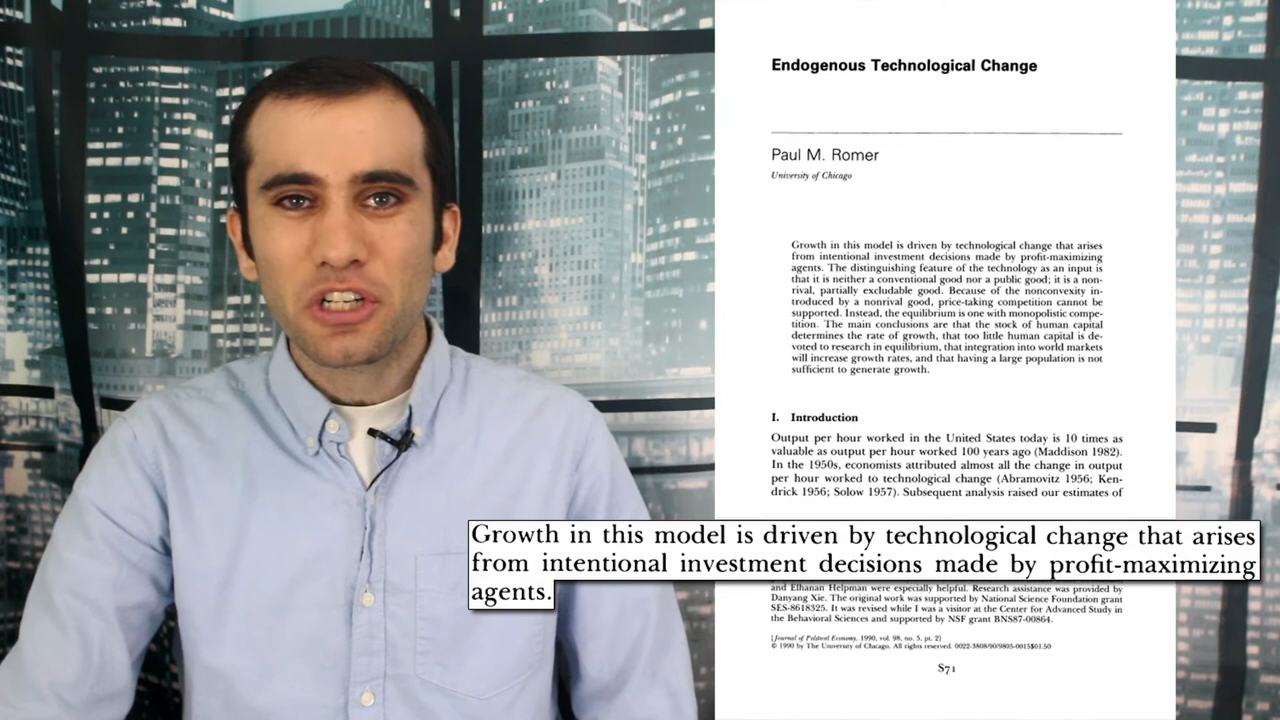 Endogenous Technological Change
Paul M. Romer
University of Chicago
Growth in this model is driven by technological change that arises
from intentional investment decisions made by profit-maximizing
agents. The distinguishing feature of the technology as an input is
that it is neither a conventional good nor a public good; it is a non-
rival, partially excludable good. Because of the nonconvexity in-
troduced by a nonrival good, price-taking competition cannot be
supported. Instead, the equilibrium is one with monopolistic compe-
tition. The main conclusions are that the stock of human capital
determines the rate of growth, that too little human capital is de-
voted to research in equilibrium, that integration into world markets
will increase growth rates, and that having a large population is not
sufficient to generate growth.
I. Introduction
Output per hour worked in the United States today is 10 times as
valuable as output per hour worked 100 years ago (Maddison 1982).
In the 1950s, economists attributed almost all the change in output
per hour worked to technological change (Abramovitz 1956; Ken-
drick 1956; Solow 1957). Subsequent analysis raised our estimates of
Growth in this model is driven by technological change that arises
from intentional investment decisions made by profit-maximizing
agents.
and Elhanan Helpman were especially helpful. Research assistance was provided by
Danyang Xie. The original work was supported by National Science Foundation grant
SES-8618325. It was revised while I was a visitor at the Center for Advanced Study in
the Behavioral Sciences and supported by NSF grant BNS87-00864.
[Journal of Political Economy, 1990, vol. 98, no. 5, pt. 2]
© 1990 by The University of Chicago. All rights reserved. 0022-3808/90/9805-0015$01.50
S71